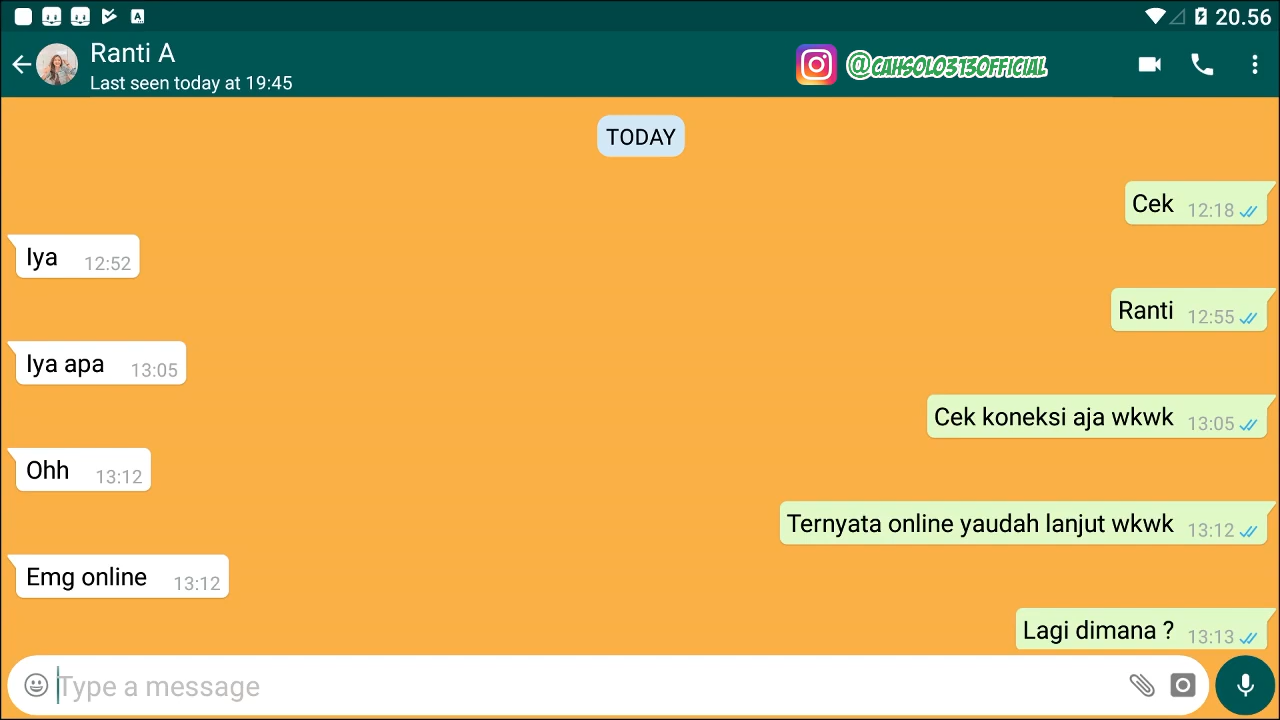 20.56
Ranti A
Last seen today at 19:45
@CAHSOLO3130FFICIAL
TODAY
Cek 12:18
Iya 12:52
Ranti 12:55
Iya apa 13:05
Cek koneksi aja wkwk 13:05
Ohh 13:12
Ternyata online yaudah lanjut wkwk 13:12
Emg online 13:12
Lagi dimana ? 13:13
Type a message